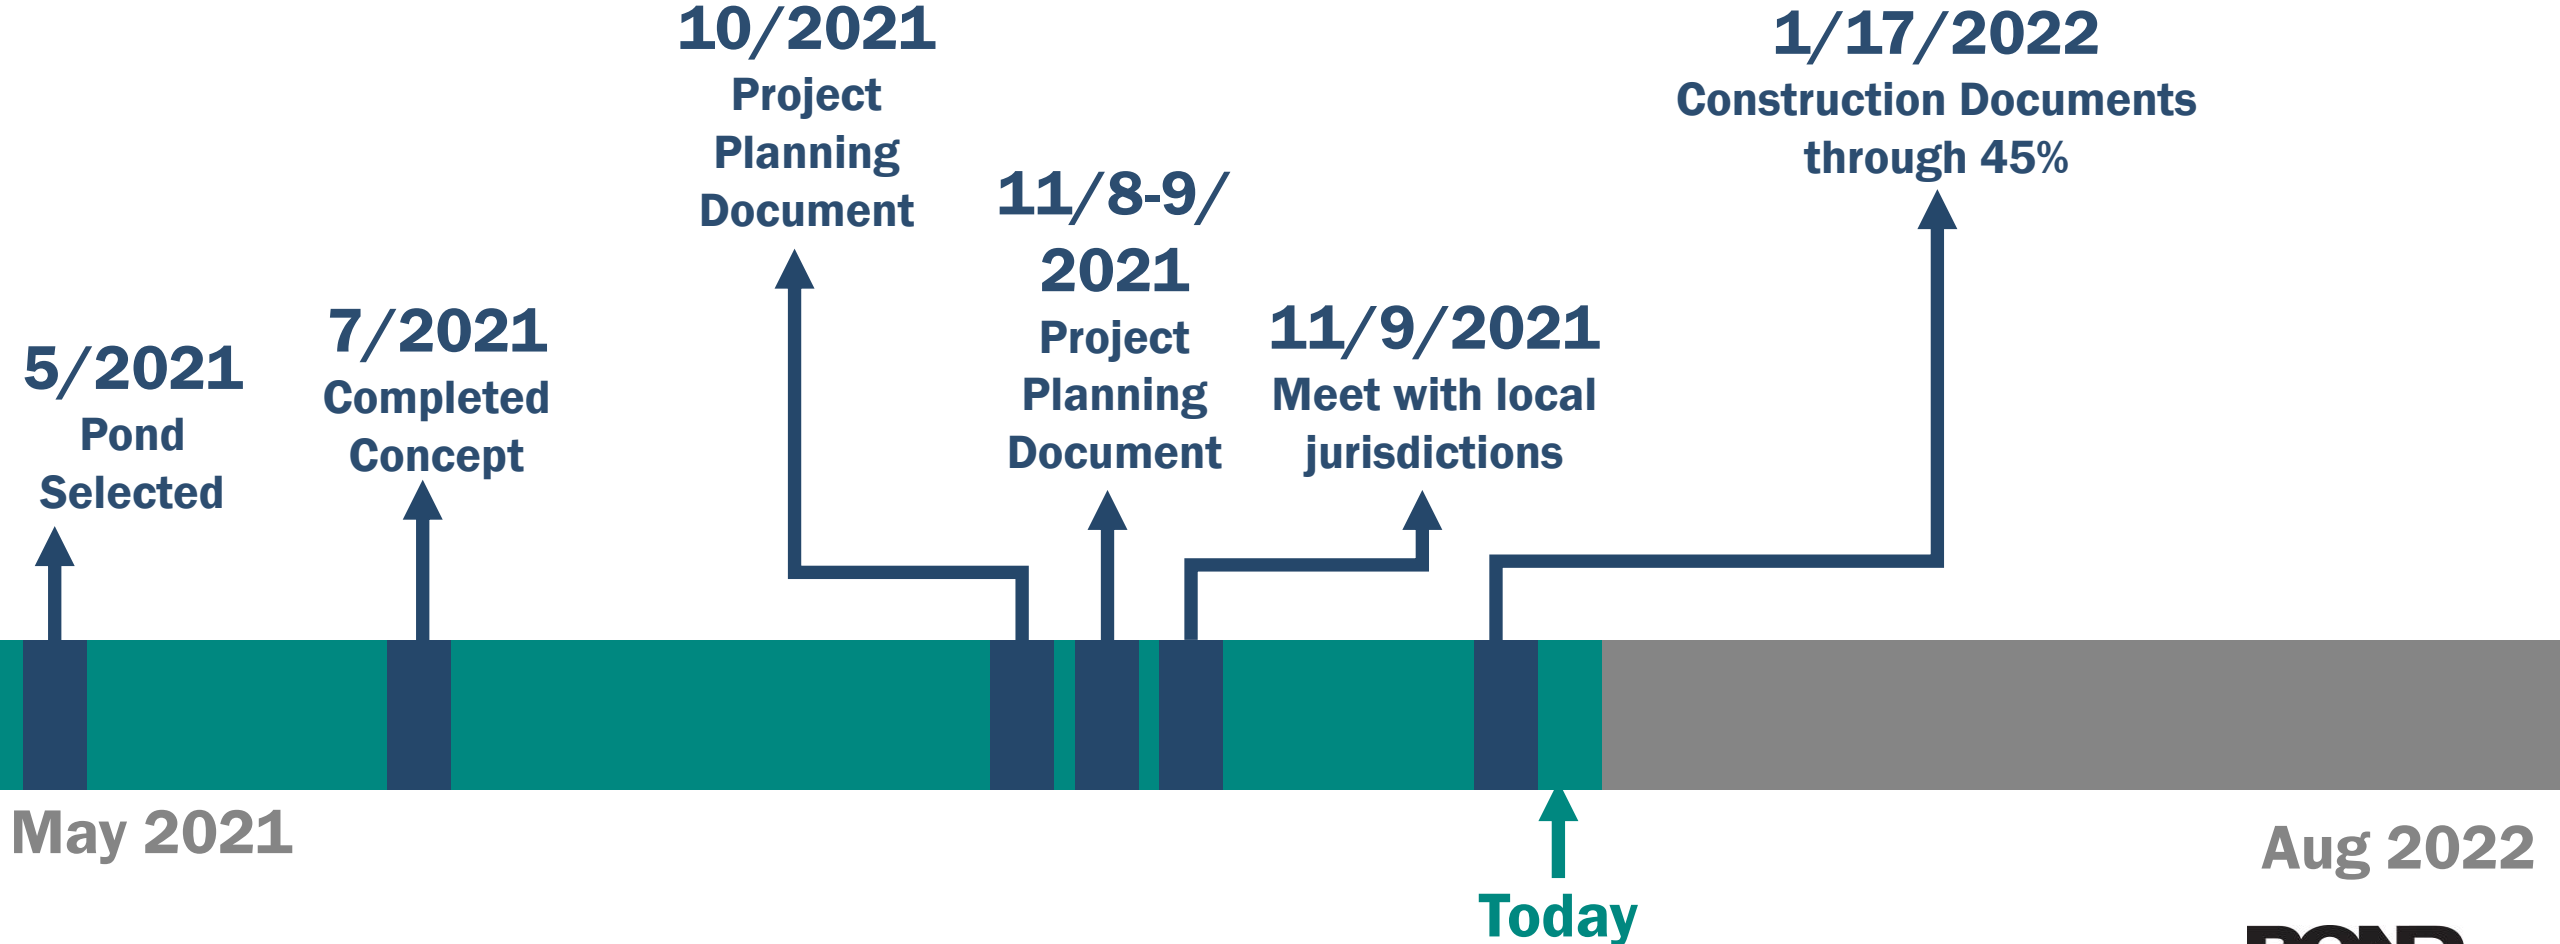 10/2021
Project
Planning
Document
1/17/2022
Construction Documents
through 45%
11/8-9/
2021
Project
Planning
Document
11/9/2021
Meet with local
jurisdictions
7/2021
Completed
Concept
5/2021
Pond
Selected
May 2021
Aug 2022
Today